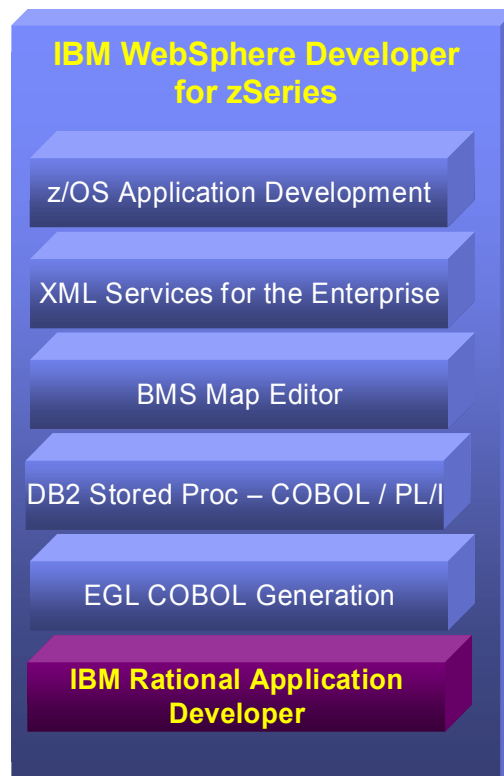 IBM WebSphere Developer
for zSeries
z/OS Application Development
XML Services for the Enterprise
BMS Map Editor
DB2 Stored Proc – COBOL / PL/I
EGL COBOL Generation
IBM Rational Application
Developer